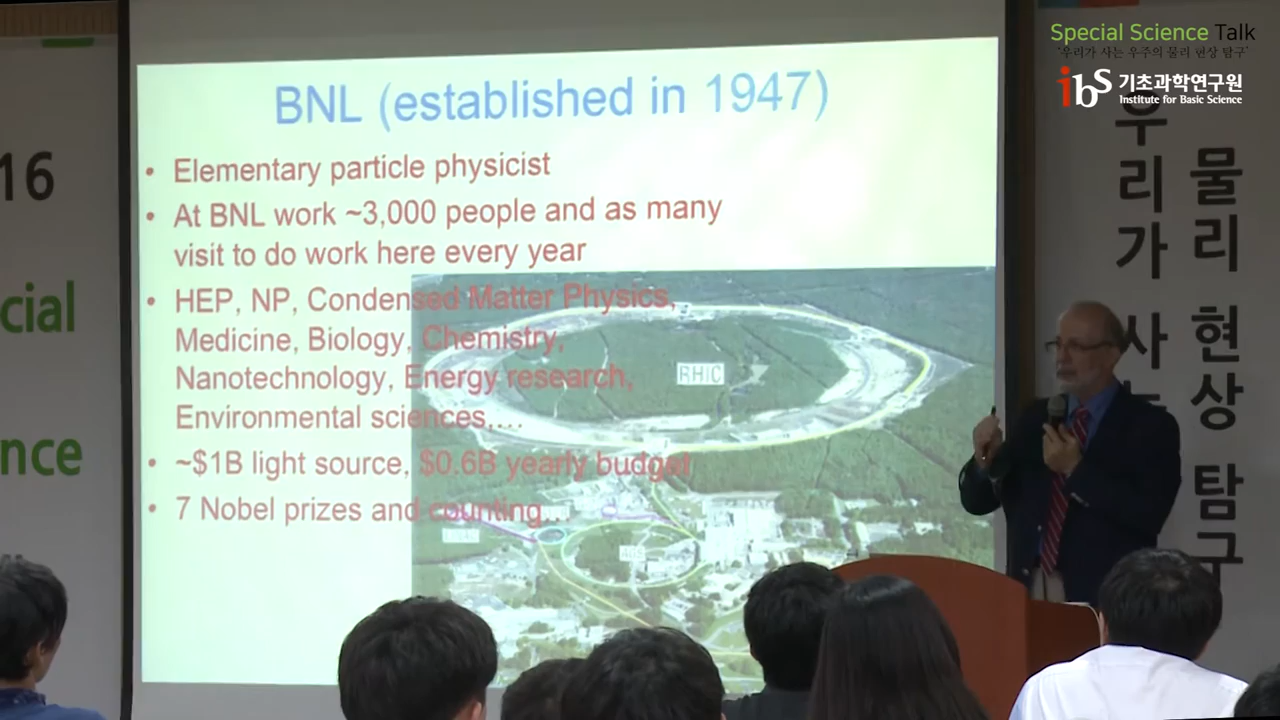 Special Science Talk
'우리가 사는 우주의 물리 현상 탐구'
ibs 기초과학연구원
Institute for Basic Science
BNL (established in 1947)
• Elementary particle physicist
• At BNL work ~3,000 people and as many
visit to do work here every year
• HEP, NP, Condensed Matter Physics,
Medicine, Biology, Chemistry,
Nanotechnology, Energy research,
Environmental sciences,...
• ~$1B light source, $0.6B yearly budget
• 7 Nobel prizes and counting...
RHIC
AGS
16
cial
nce
우리가 사는
물리 현상 탐구